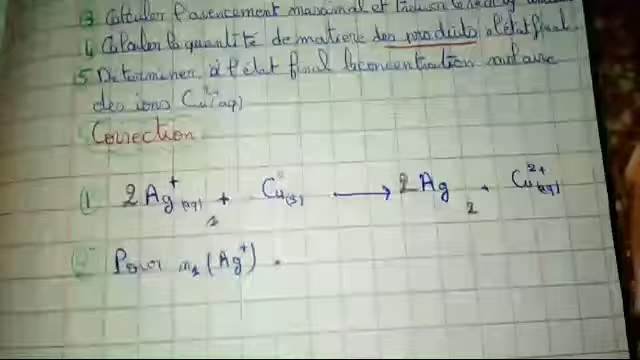 3 Calculer l'avancement maximal et
4 Calculer la quantité de matière des produits à l'état final.
5 Determiner à l'état final la concentration molaire
des ions Cu²⁺(aq)
Correction
1 2Ag⁺(aq) + Cu(s) ⟶ 2Ag + Cu²⁺(aq)
2 Pour n₁(Ag⁺)